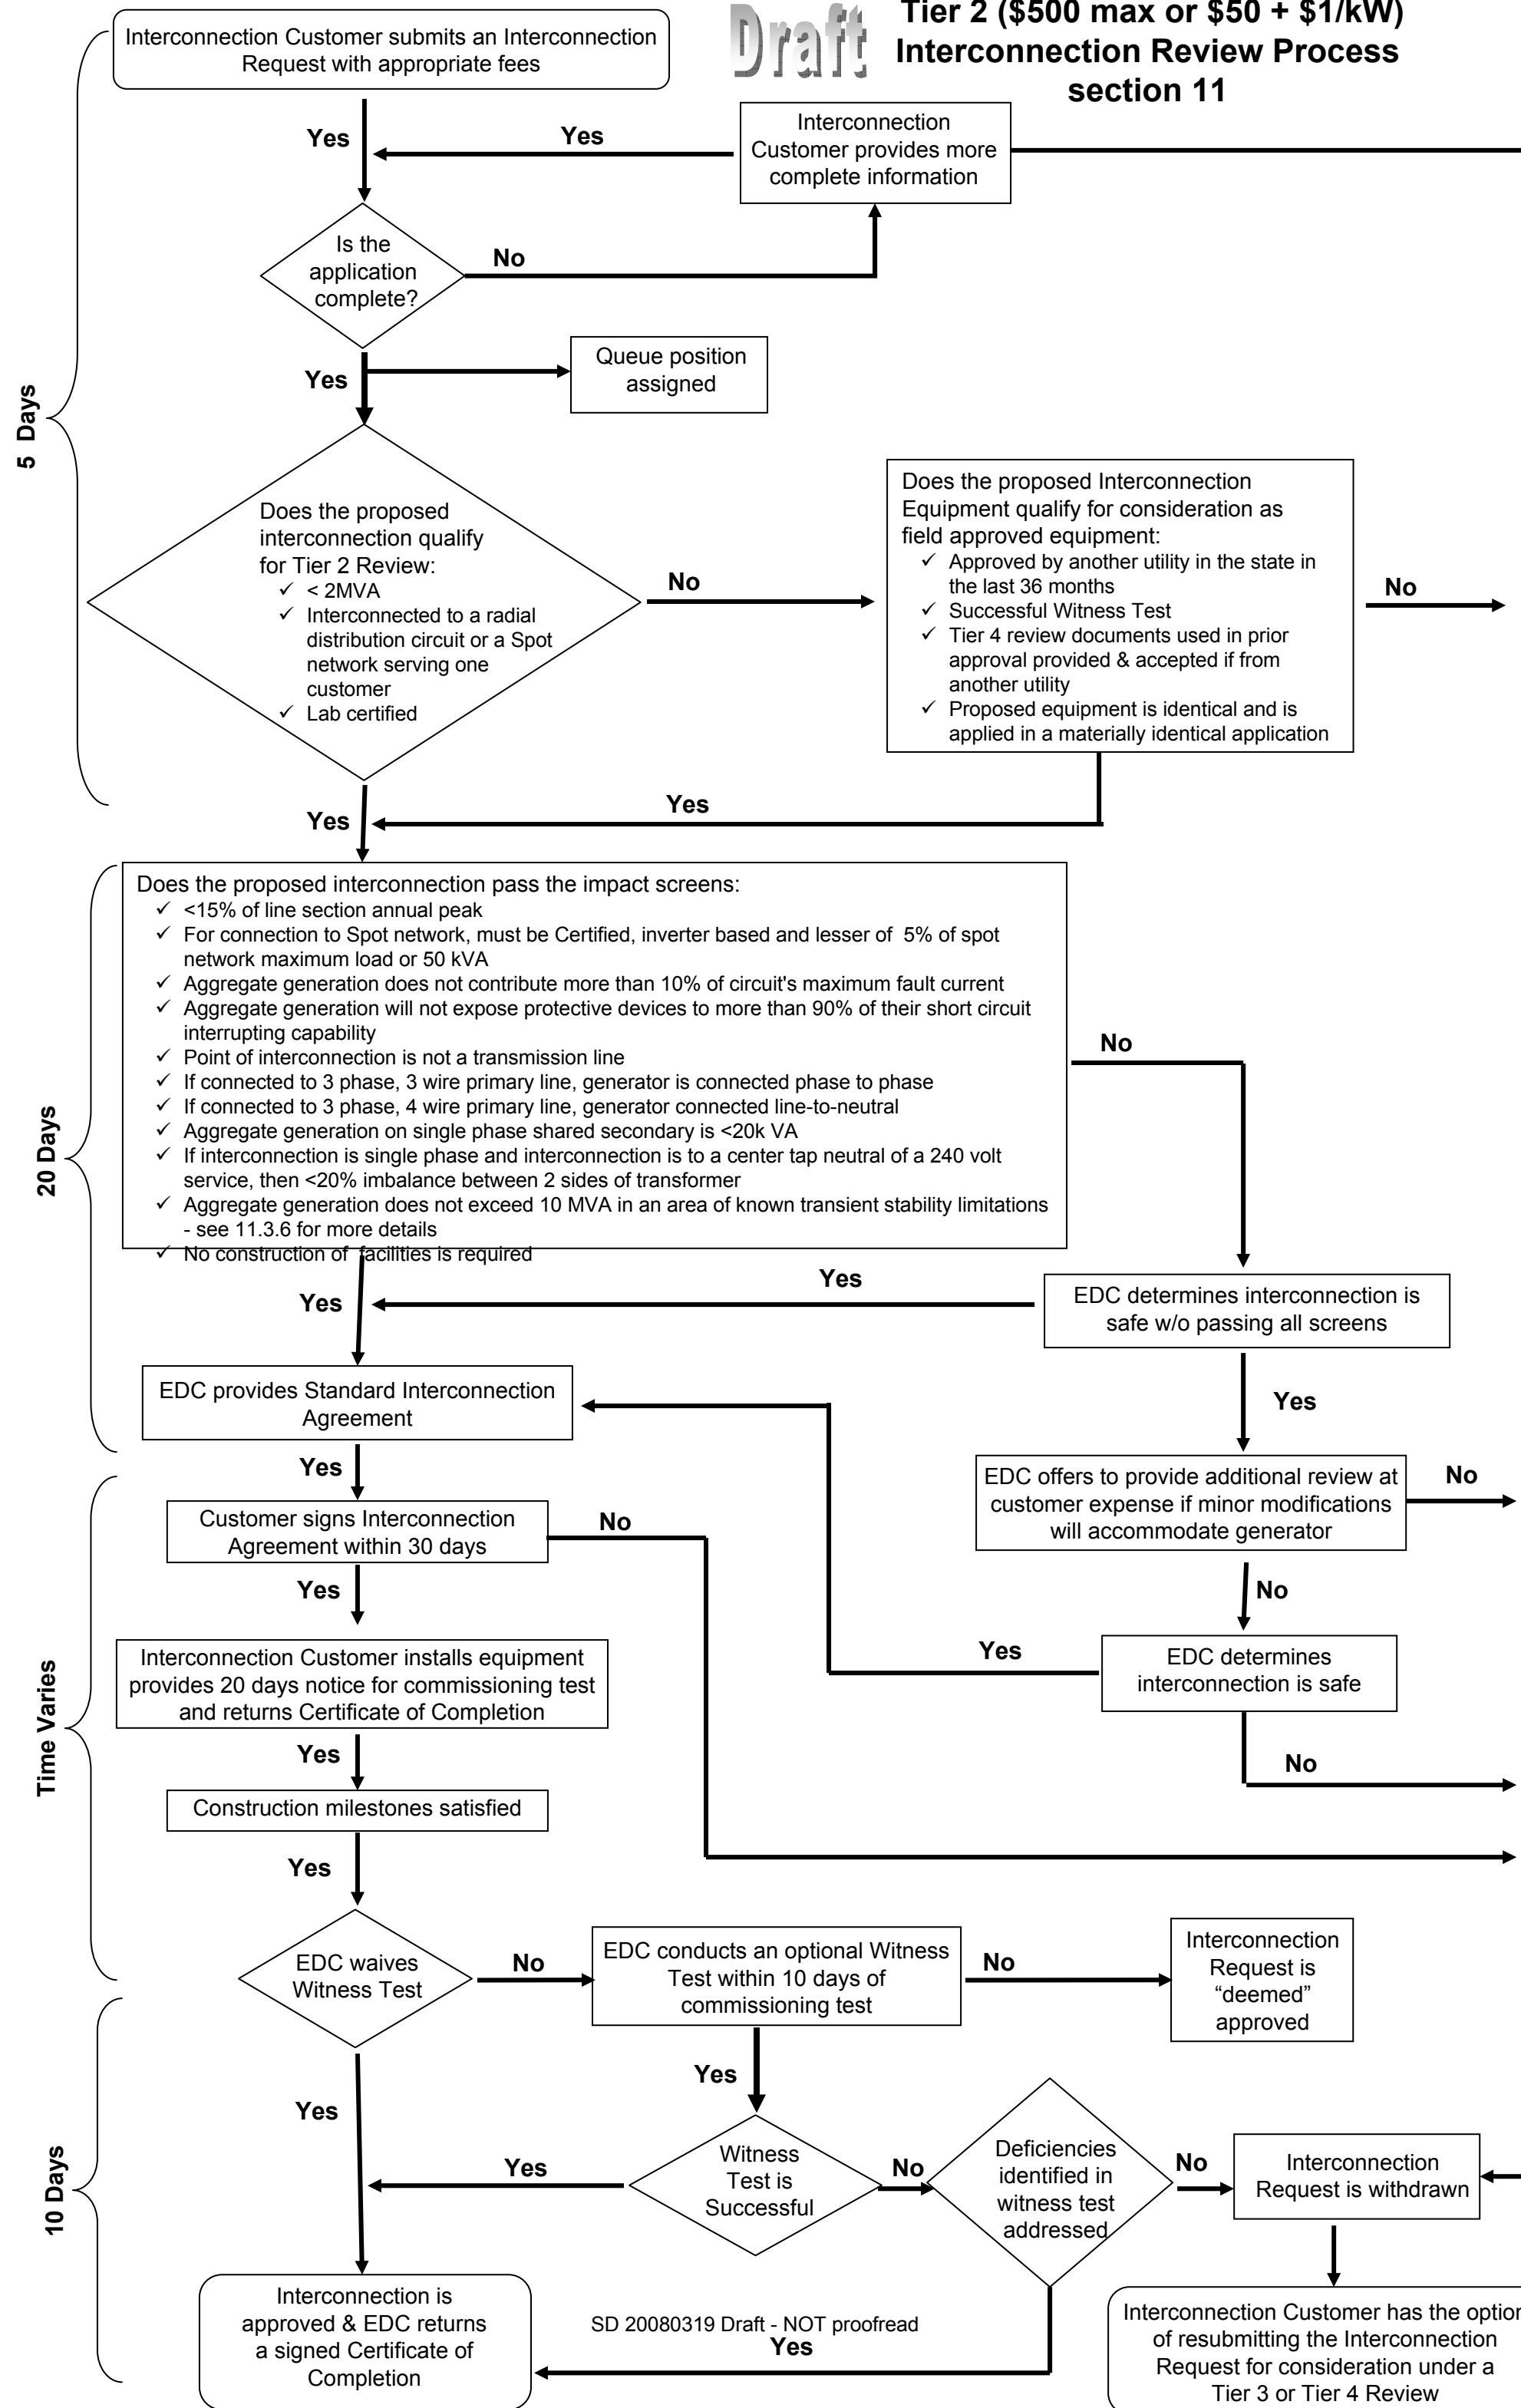 Draft
Tier 2 ($500 max or $50 + $1/kW)
Interconnection Review Process
section 11
Interconnection Customer submits an Interconnection
Request with appropriate fees
Yes
Yes
Interconnection
Customer provides more
complete information
Is the
application
complete?
No
Yes
Queue position
assigned
5 Days
Does the proposed
interconnection qualify
for Tier 2 Review:
✓ < 2MVA
✓ Interconnected to a radial
distribution circuit or a Spot
network serving one
customer
✓ Lab certified
No
Does the proposed Interconnection
Equipment qualify for consideration as
field approved equipment:
✓ Approved by another utility in the state in
the last 36 months
✓ Successful Witness Test
✓ Tier 4 review documents used in prior
approval provided & accepted if from
another utility
✓ Proposed equipment is identical and is
applied in a materially identical application
No
Yes
Yes
Does the proposed interconnection pass the impact screens:
✓ <15% of line section annual peak
✓ For connection to Spot network, must be Certified, inverter based and lesser of 5% of spot
network maximum load or 50 kVA
✓ Aggregate generation does not contribute more than 10% of circuit's maximum fault current
✓ Aggregate generation will not expose protective devices to more than 90% of their short circuit
interrupting capability
✓ Point of interconnection is not a transmission line
✓ If connected to 3 phase, 3 wire primary line, generator is connected phase to phase
✓ If connected to 3 phase, 4 wire primary line, generator connected line-to-neutral
✓ Aggregate generation on single phase shared secondary is <20k VA
✓ If interconnection is single phase and interconnection is to a center tap neutral of a 240 volt
service, then <20% imbalance between 2 sides of transformer
✓ Aggregate generation does not exceed 10 MVA in an area of known transient stability limitations
- see 11.3.6 for more details
✓ No construction of facilities is required
No
20 Days
Yes
Yes
EDC determines interconnection is
safe w/o passing all screens
EDC provides Standard Interconnection
Agreement
Yes
Yes
EDC offers to provide additional review at
customer expense if minor modifications
will accommodate generator
No
Customer signs Interconnection
Agreement within 30 days
No
Yes
No
Interconnection Customer installs equipment
provides 20 days notice for commissioning test
and returns Certificate of Completion
Yes
EDC determines
interconnection is safe
Time Varies
Yes
No
Construction milestones satisfied
Yes
EDC waives
Witness Test
No
EDC conducts an optional Witness
Test within 10 days of
commissioning test
No
Interconnection
Request is
“deemed”
approved
Yes
Yes
10 Days
Witness
Test is
Successful
Yes
No
Deficiencies
identified in
witness test
addressed
No
Interconnection
Request is withdrawn
Interconnection is
approved & EDC returns
a signed Certificate of
Completion
SD 20080319 Draft - NOT proofread
Yes
Interconnection Customer has the option
of resubmitting the Interconnection
Request for consideration under a
Tier 3 or Tier 4 Review